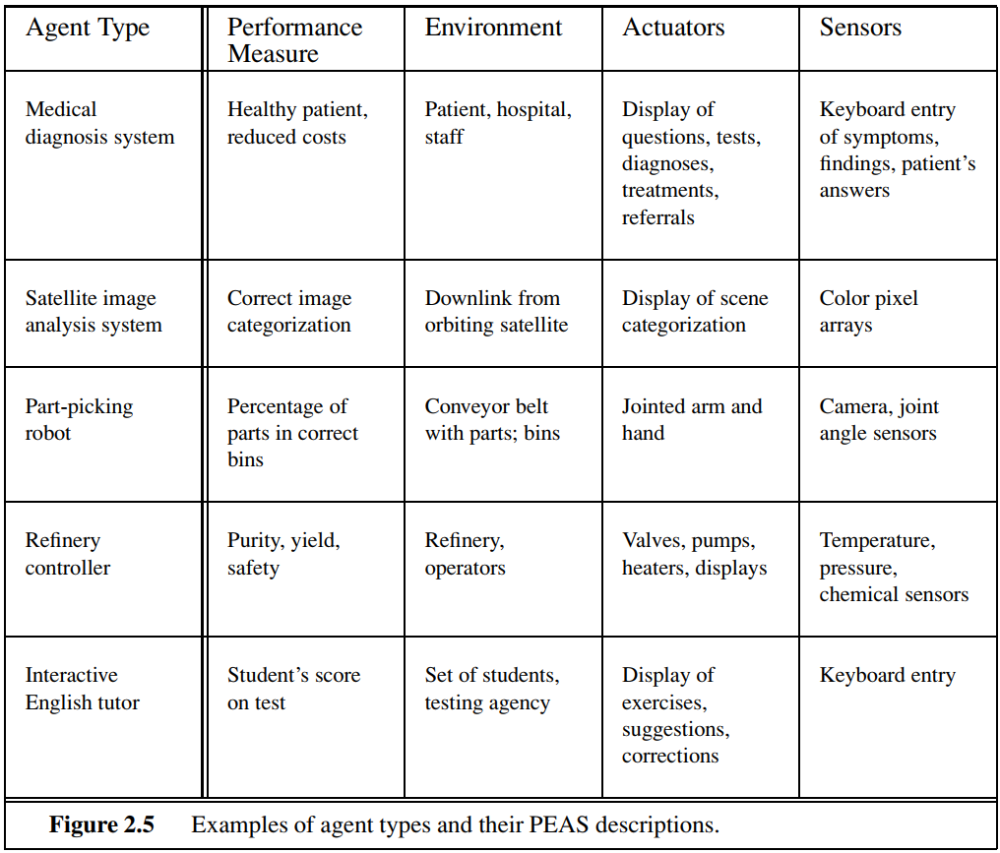 Agent Type
Performance
Measure
Environment
Actuators
Sensors
Medical
diagnosis system
Healthy patient,
reduced costs
Patient, hospital,
staff
Display of
questions, tests,
diagnoses,
treatments,
referrals
Keyboard entry
of symptoms,
findings, patient’s
answers
Satellite image
analysis system
Correct image
categorization
Downlink from
orbiting satellite
Display of scene
categorization
Color pixel
arrays
Part-picking
robot
Percentage of
parts in correct
bins
Conveyor belt
with parts; bins
Jointed arm and
hand
Camera, joint
angle sensors
Refinery
controller
Purity, yield,
safety
Refinery,
operators
Valves, pumps,
heaters, displays
Temperature,
pressure,
chemical sensors
Interactive
English tutor
Student’s score
on test
Set of students,
testing agency
Display of
exercises,
suggestions,
corrections
Keyboard entry
Figure 2.5 Examples of agent types and their PEAS descriptions.